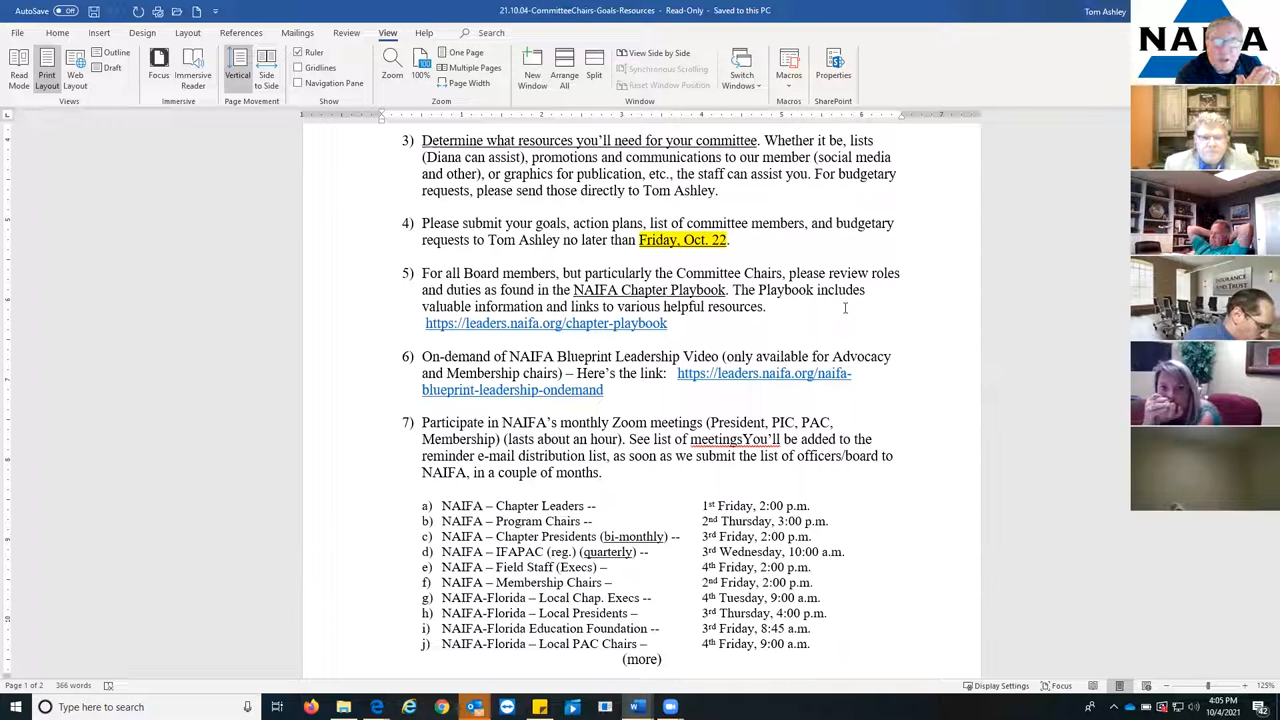 AutoSave Off
21.10.04-CommitteeChairs-Goals-Resources - Read-Only - Saved to this PC
Tom Ashley
File Home Insert Design Layout References Mailings Review View Help Search
Read Mode
Print Layout
Web Layout
Outline
Draft
Views
Focus
Immersive Reader
Immersive
Vertical
Side to Side
Page Movement
Ruler
Gridlines
Navigation Pane
Show
Zoom
100%
One Page
Multiple Pages
Page Width
Zoom
New Window
Arrange All
Split
View Side by Side
Synchronous Scrolling
Reset Window Position
Window
Switch Windows
Macros
Macros
Properties
SharePoint
NAIFA
INSURANCE
AND TRUST
3) Determine what resources you'll need for your committee. Whether it be, lists
(Diana can assist), promotions and communications to our member (social media
and other), or graphics for publication, etc., the staff can assist you. For budgetary
requests, please send those directly to Tom Ashley.
4) Please submit your goals, action plans, list of committee members, and budgetary
requests to Tom Ashley no later than Friday, Oct. 22.
5) For all Board members, but particularly the Committee Chairs, please review roles
and duties as found in the NAIFA Chapter Playbook. The Playbook includes
valuable information and links to various helpful resources.
https://leaders.naifa.org/chapter-playbook
6) On-demand of NAIFA Blueprint Leadership Video (only available for Advocacy
and Membership chairs) – Here's the link: https://leaders.naifa.org/naifa-
blueprint-leadership-ondemand
7) Participate in NAIFA's monthly Zoom meetings (President, PIC, PAC,
Membership) (lasts about an hour). See list of meetingsYou'll be added to the
reminder e-mail distribution list, as soon as we submit the list of officers/board to
NAIFA, in a couple of months.
a) NAIFA – Chapter Leaders -- 1st Friday, 2:00 p.m.
b) NAIFA – Program Chairs -- 2nd Thursday, 3:00 p.m.
c) NAIFA – Chapter Presidents (bi-monthly) -- 3rd Friday, 2:00 p.m.
d) NAIFA – IFAPAC (reg.) (quarterly) -- 3rd Wednesday, 10:00 a.m.
e) NAIFA – Field Staff (Execs) – 4th Friday, 2:00 p.m.
f) NAIFA – Membership Chairs – 2nd Friday, 2:00 p.m.
g) NAIFA-Florida – Local Chap. Execs -- 4th Tuesday, 9:00 a.m.
h) NAIFA-Florida – Local Presidents – 3rd Thursday, 4:00 p.m.
i) NAIFA-Florida Education Foundation -- 3rd Friday, 8:45 a.m.
j) NAIFA-Florida – Local PAC Chairs – 4th Friday, 9:00 a.m.
(more)
Page 1 of 2 366 words
Display Settings Focus 125%
Type here to search
4:05 PM
10/4/2021